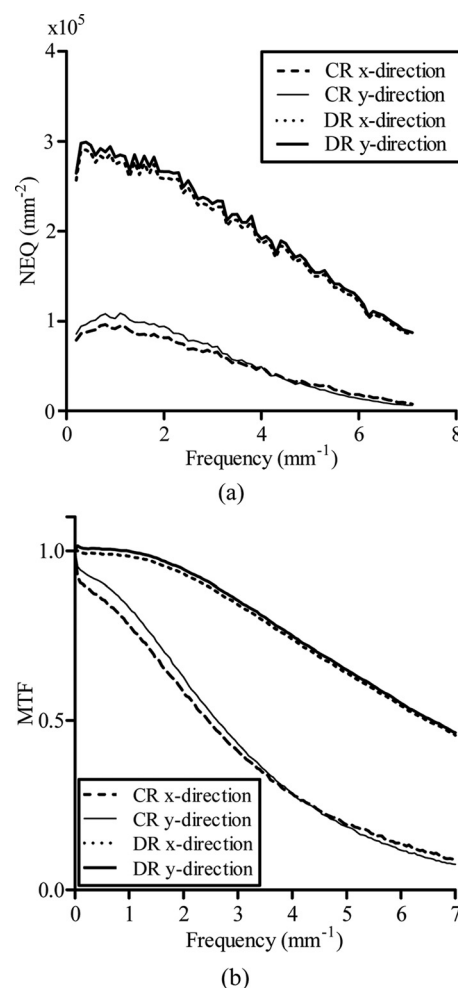 x10⁵
4
3
2
1
0
NEQ (mm⁻²)
CR x-direction
CR y-direction
DR x-direction
DR y-direction
0 2 4 6 8
Frequency (mm⁻¹)
(a)
1.0
0.5
0.0
MTF
CR x-direction
CR y-direction
DR x-direction
DR y-direction
0 1 2 3 4 5 6 7
Frequency (mm⁻¹)
(b)